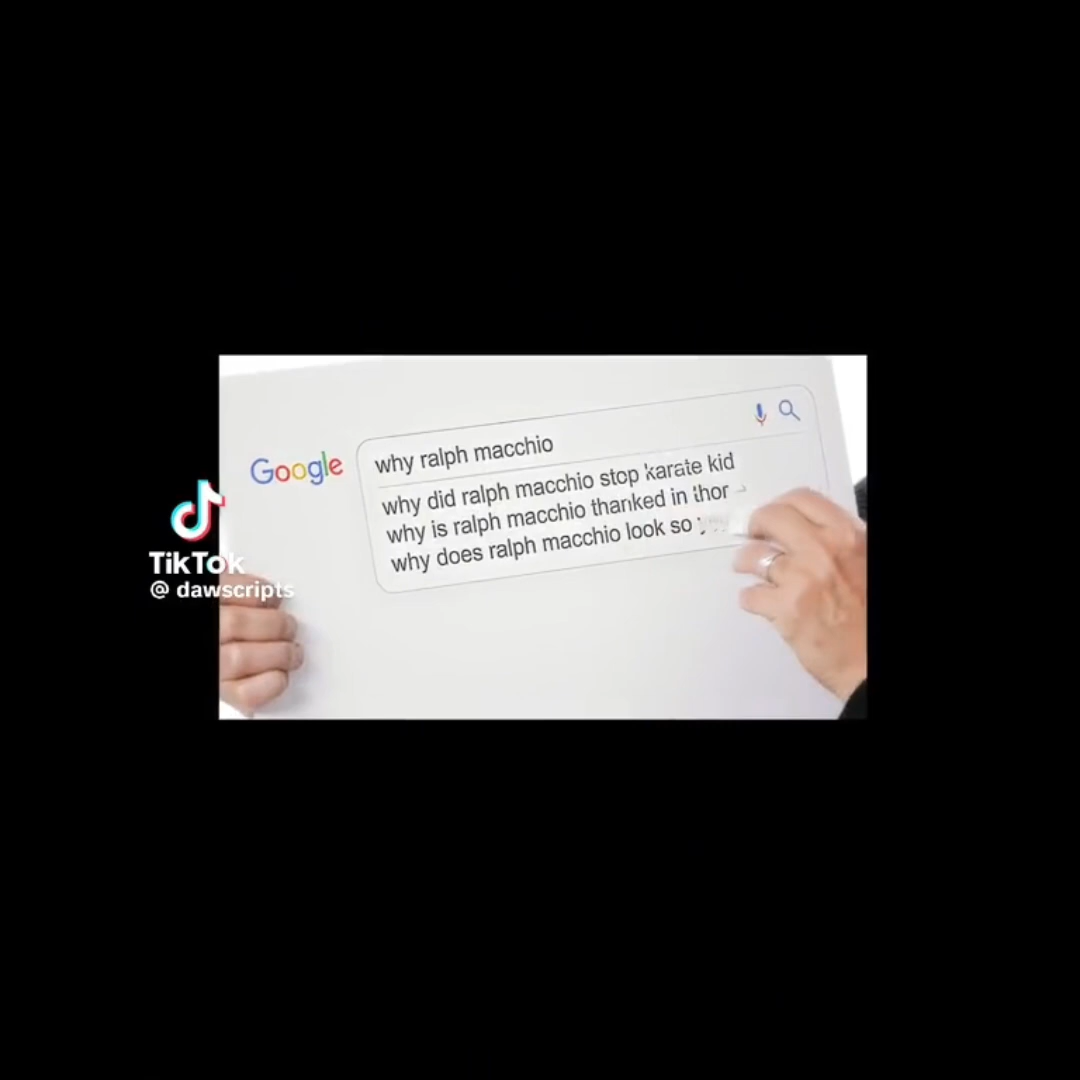 Google
why ralph macchio
why did ralph macchio stop karate kid
why is ralph macchio thanked in thor
why does ralph macchio look so
TikTok
@ dawscripts